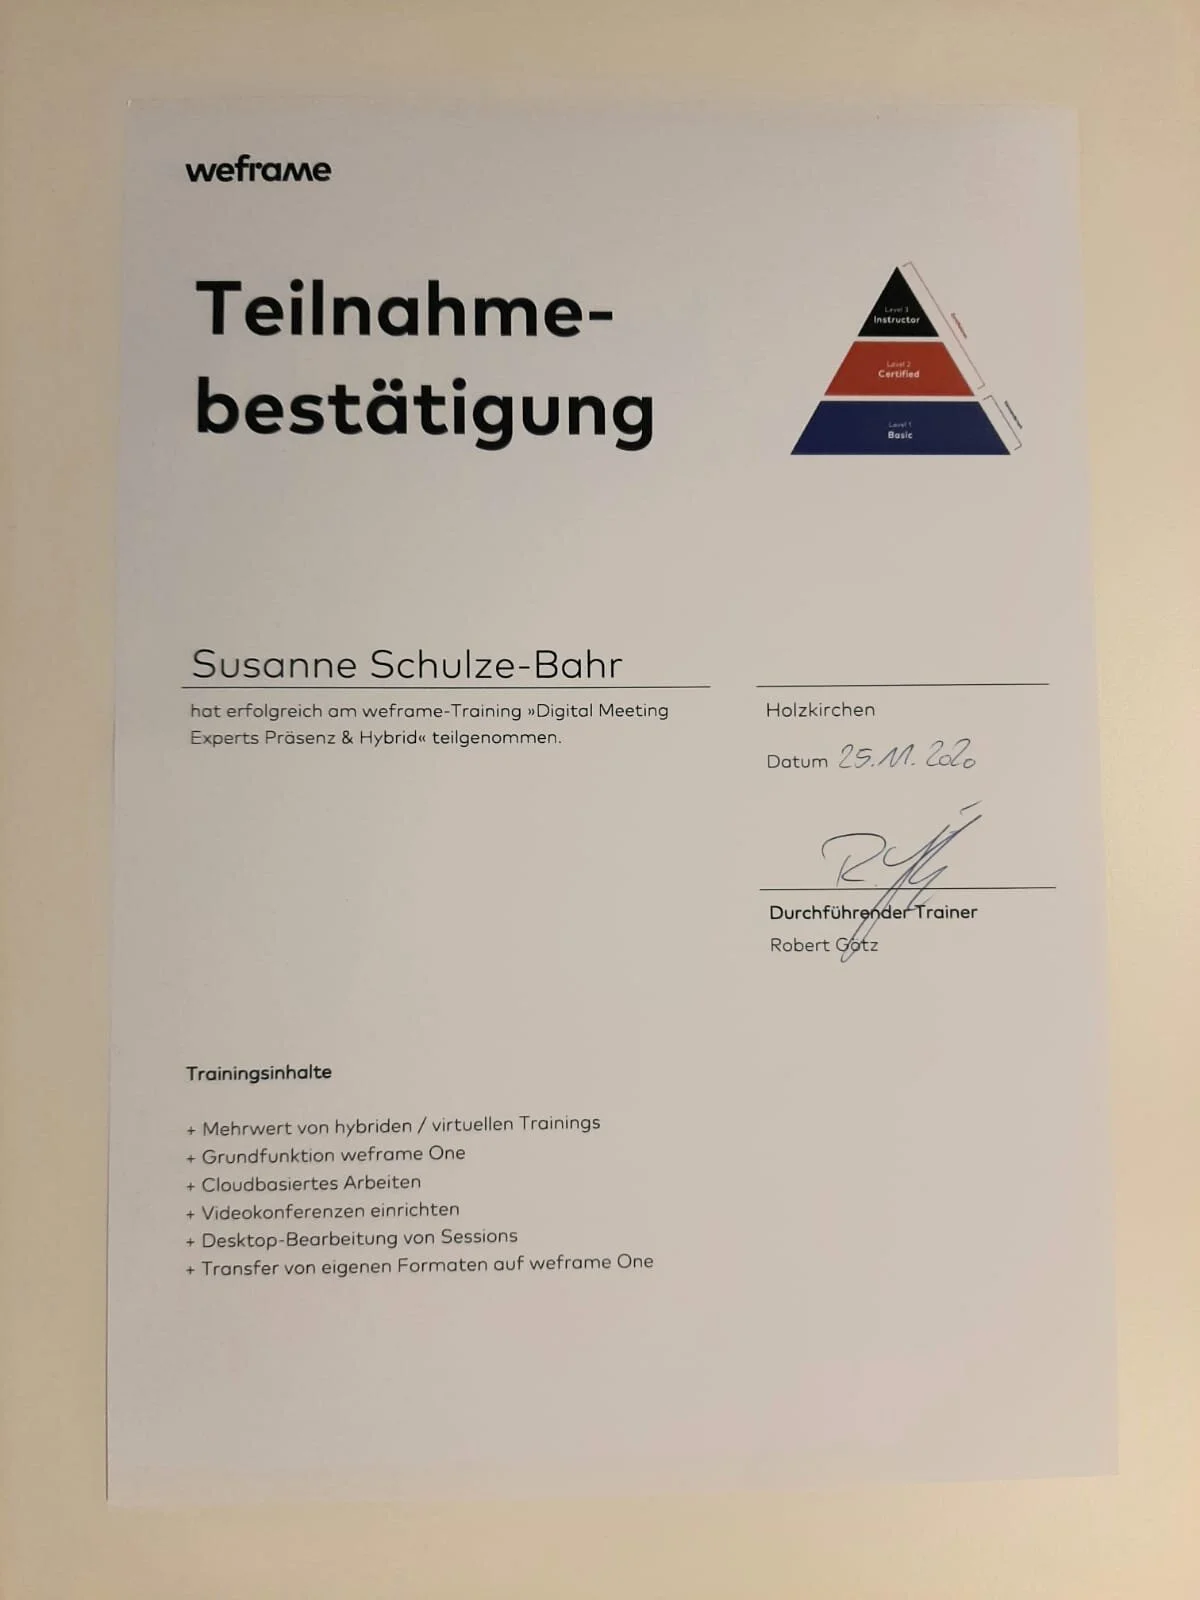 weframe
Teilnahme-
bestätigung
Level 3
Instructor
Level 2
Certified
Level 1
Basic
Susanne Schulze-Bahr
hat erfolgreich am weframe-Training »Digital Meeting
Experts Präsenz & Hybrid« teilgenommen.
Holzkirchen
Datum 25.11.2020
Durchführender Trainer
Robert Götz
Trainingsinhalte
+ Mehrwert von hybriden / virtuellen Trainings
+ Grundfunktion weframe One
+ Cloudbasiertes Arbeiten
+ Videokonferenzen einrichten
+ Desktop-Bearbeitung von Sessions
+ Transfer von eigenen Formaten auf weframe One